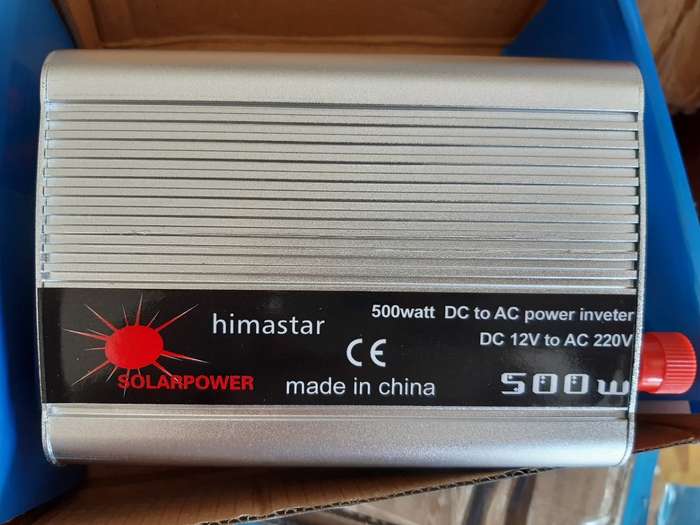 himastar
SOLARPOWER
500watt DC to AC power inveter
DC 12V to AC 220V
CE
made in china
500w